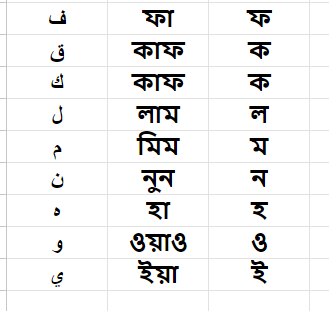 ف ফা ফ
ق কাফ ক
ك কাফ ক
ل লাম ল
م মিম ম
ن নুন ন
ه হা হ
و ওয়াও ও
ي ইয়া ই